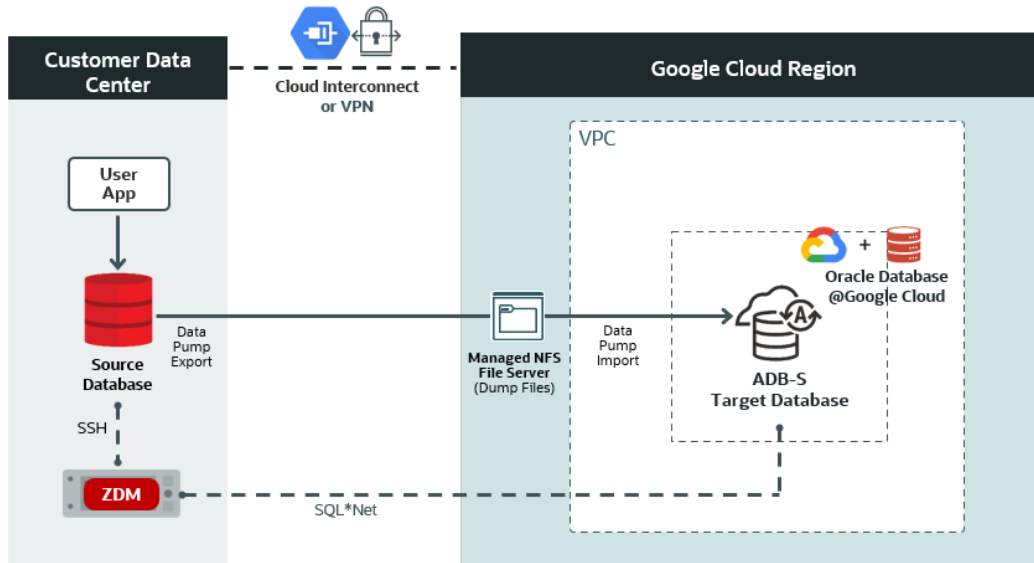 Customer Data
Center
Cloud Interconnect
or VPN
Google Cloud Region
VPC
User
App
+
Oracle Database
@Google Cloud
A
Data
Pump
Export
Source
Database
Managed NFS
File Server
(Dump Files)
Data
Pump
Import
ADB-S
Target Database
SSH
ZDM
SQL*Net